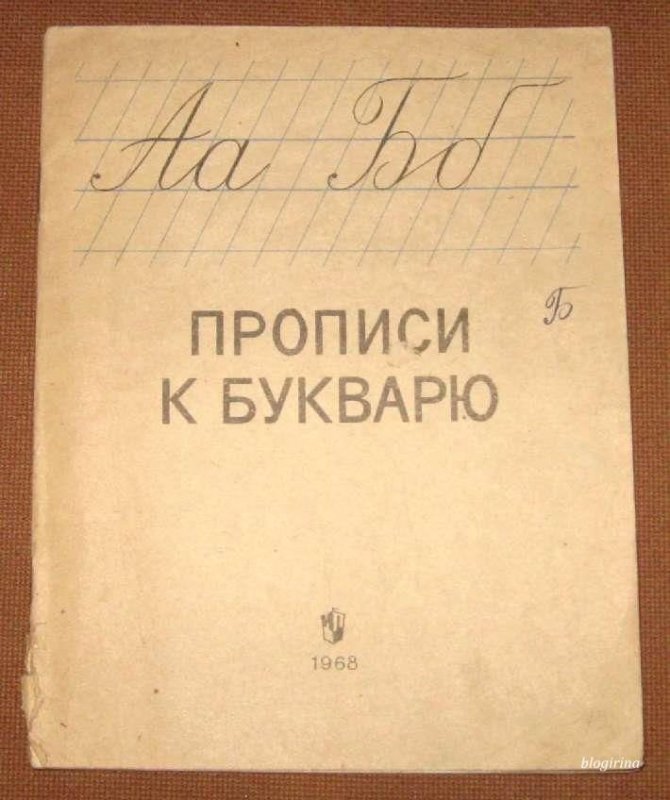 Аа Бб
Б
ПРОПИСИ
К БУКВАРЮ
1968
blogirina